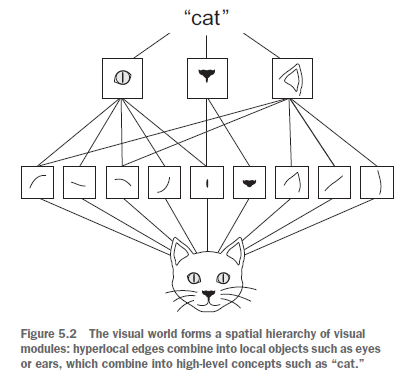 “cat”
Figure 5.2 The visual world forms a spatial hierarchy of visual
modules: hyperlocal edges combine into local objects such as eyes
or ears, which combine into high-level concepts such as “cat.”